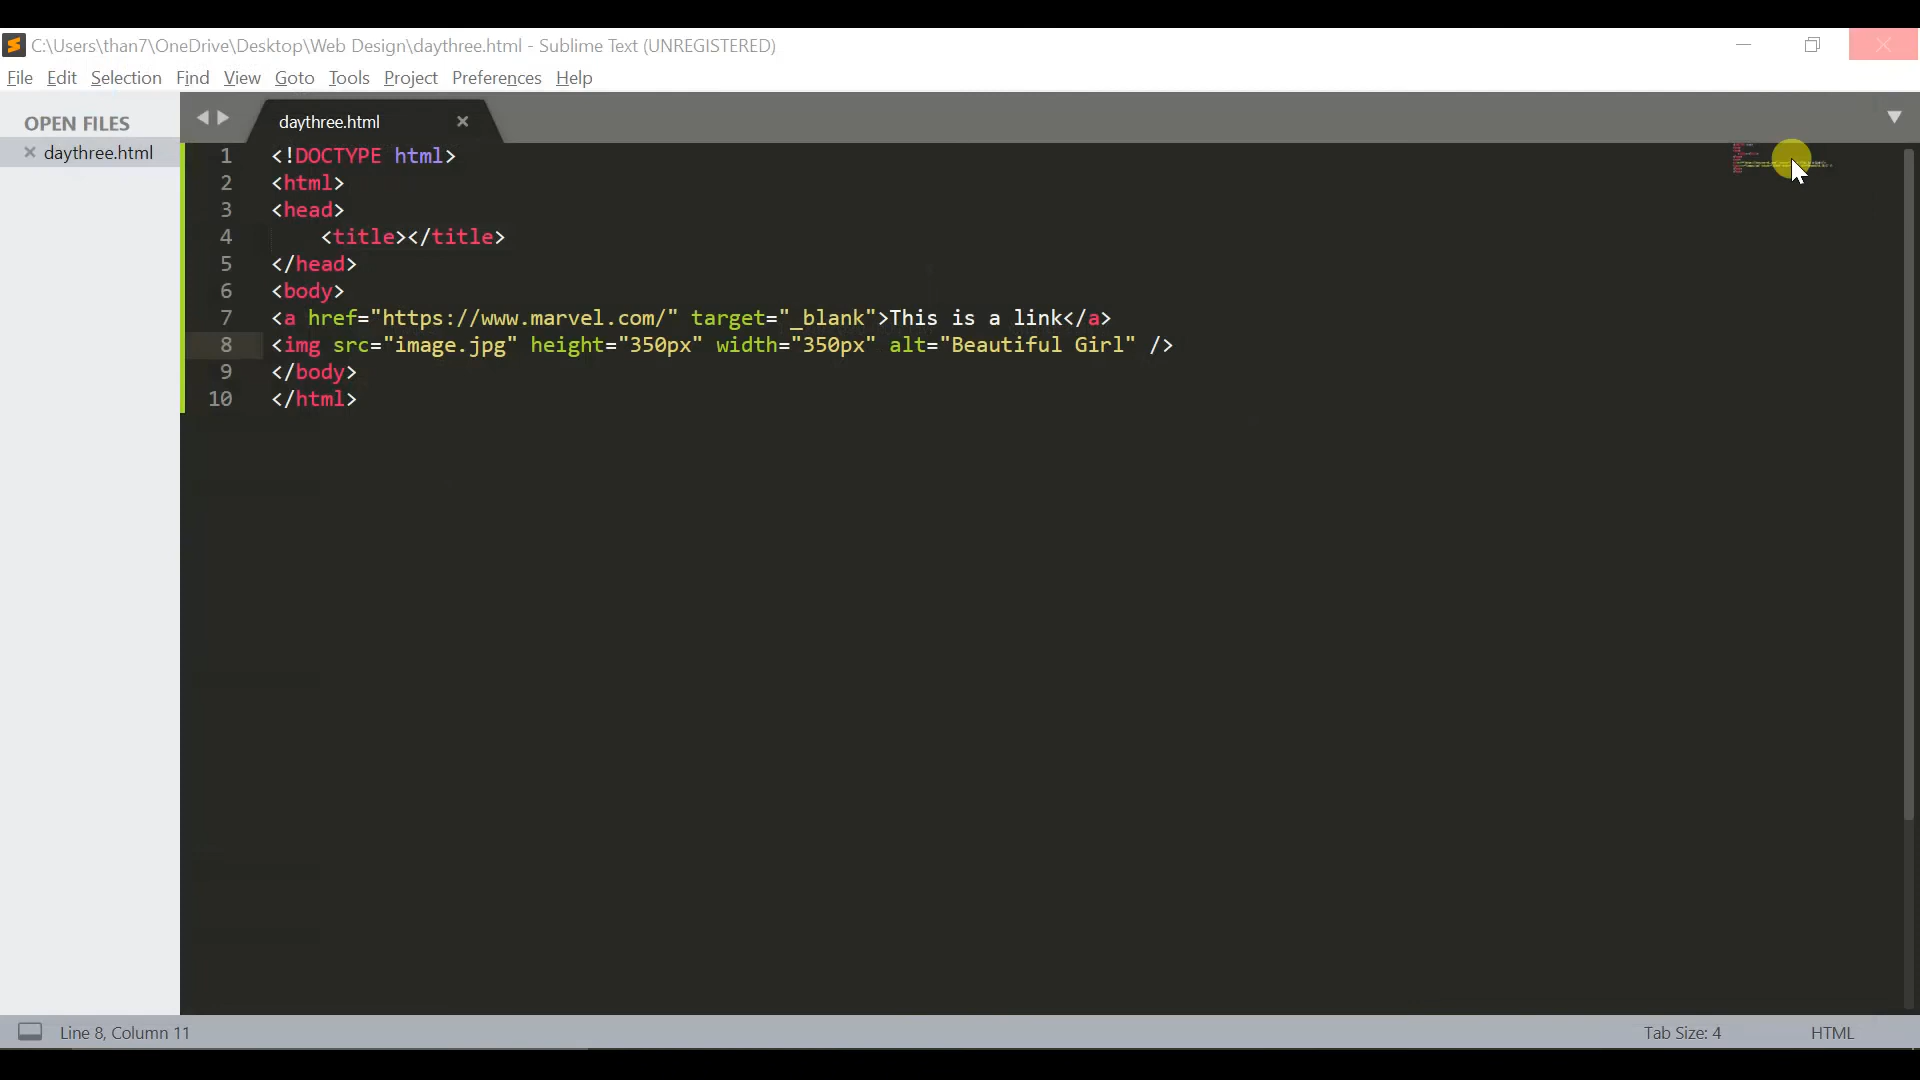 C:\Users\than7\OneDrive\Desktop\Web Design\daythree.html - Sublime Text (UNREGISTERED)
File Edit Selection Find View Goto Tools Project Preferences Help
OPEN FILES
daythree.html
daythree.html
1 <!DOCTYPE html>
2 <html>
3 <head>
4 <title></title>
5 </head>
6 <body>
7 <a href="https://www.marvel.com/" target="_blank">This is a link</a>
8 <img src="image.jpg" height="350px" width="350px" alt="Beautiful Girl" />
9 </body>
10 </html>
Line 8, Column 11
Tab Size: 4
HTML